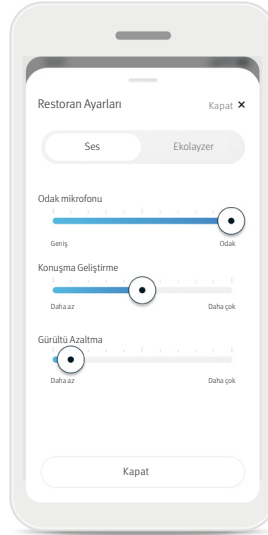 Restoran Ayarları
Kapat ×
Ses Ekolayzer
Odak mikrofonu
Geniş Odak
Konuşma Geliştirme
Daha az Daha çok
Gürültü Azaltma
Daha az Daha çok
Kapat